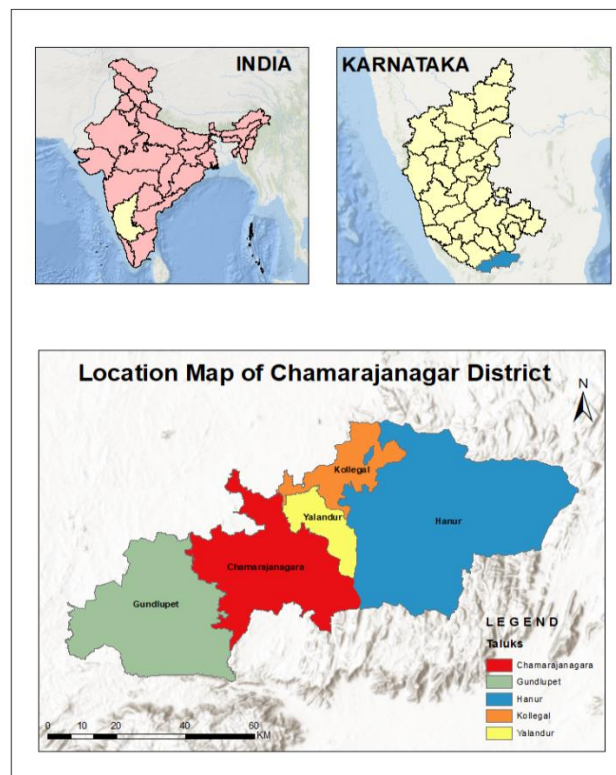 INDIA
KARNATAKA
Location Map of Chamarajanagar District
N
Kollegal
Yalandur
Hanur
Chamarajanagara
Gundlupet
LEGEND
Taluks
Chamarajanagara
Gundlupet
Hanur
Kollegal
Yalandur
0 10 20 40 60
KM